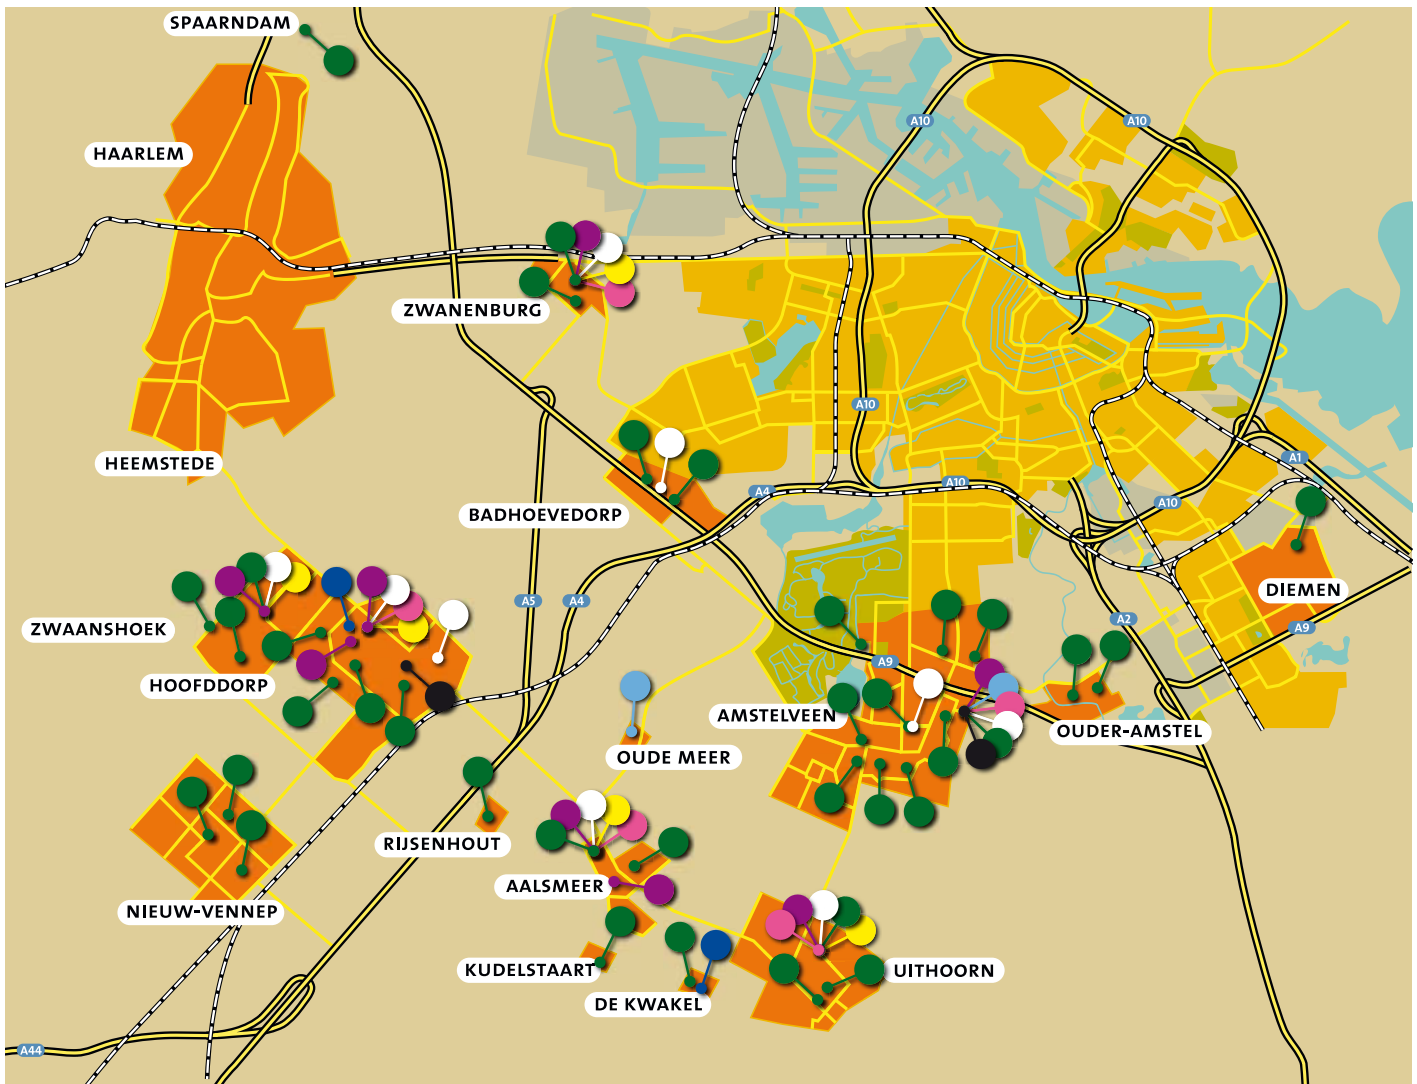 SPAARNDAM
A10
A10
HAARLEM
ZWANENBURG
A10
HEEMSTEDE
A1
A10
A4
A10
BADHOEVEDORP
DIEMEN
A5
A4
A2
ZWAANSHOEK
A9
A9
HOOFDDORP
AMSTELVEEN
OUDER-AMSTEL
OUDE MEER
RIJSENHOUT
AALSMEER
NIEUW-VENNEP
KUDELSTAART
UITHOORN
DE KWAKEL
A44